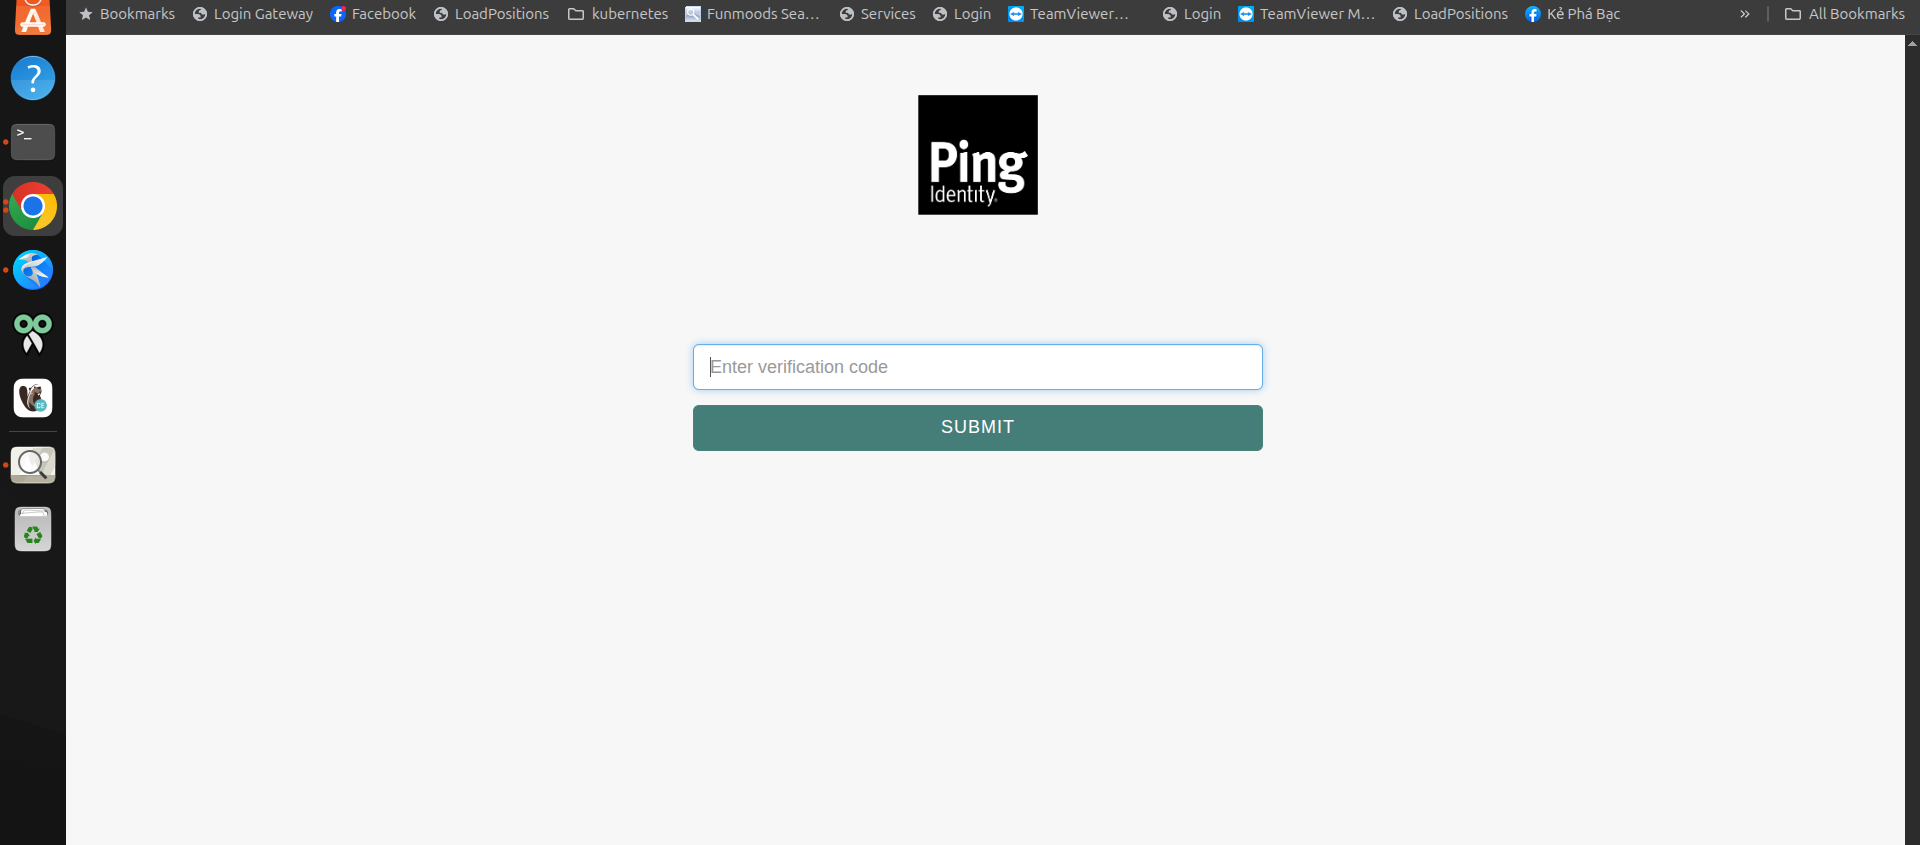 Bookmarks Login Gateway Facebook LoadPositions kubernetes Funmoods Sea... Services Login TeamViewer... Login TeamViewer M... LoadPositions Kẻ Phá Bạc » All Bookmarks
?
>_
Ping
Identity®
Enter verification code
SUBMIT